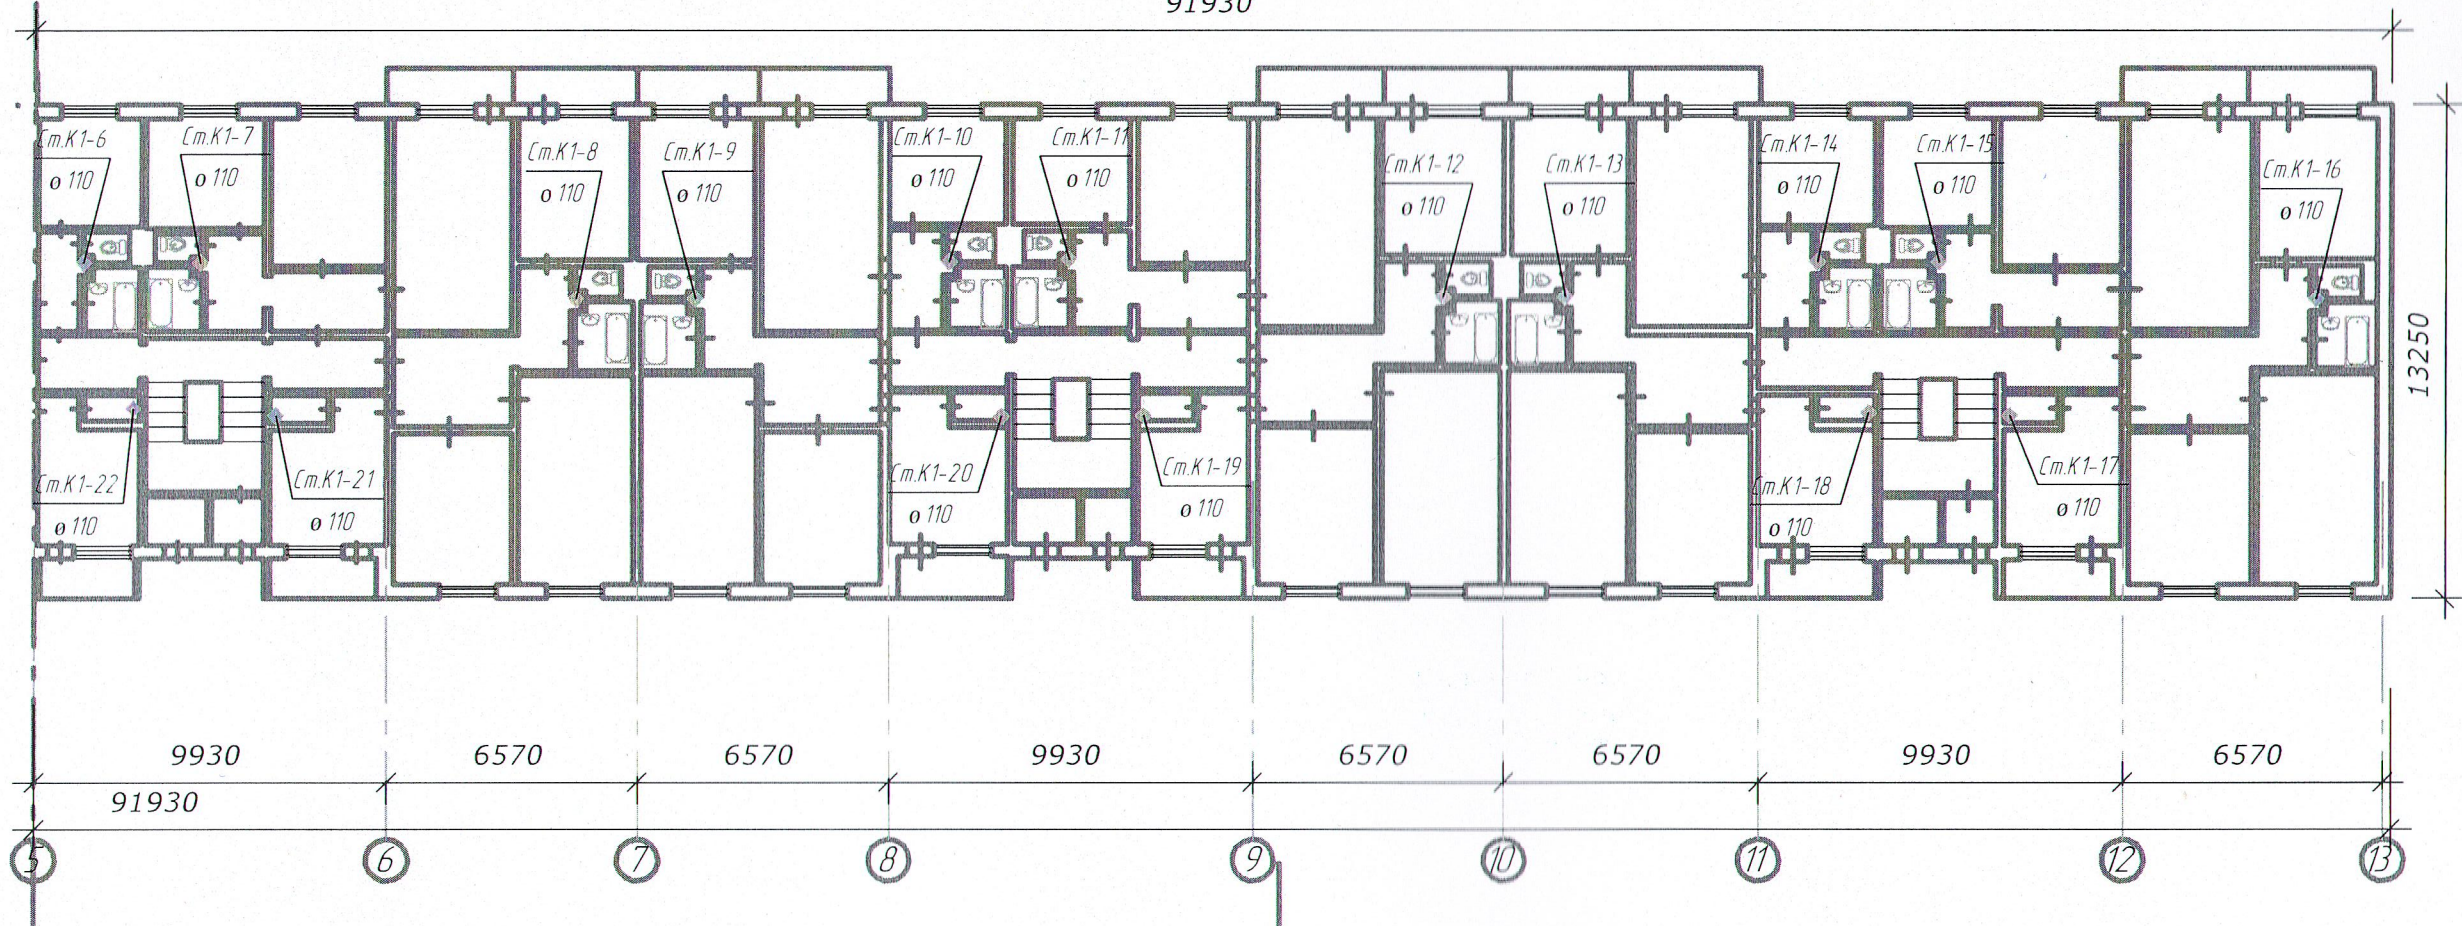 91930
Ст.К1-6
ø 110
Ст.К1-7
ø 110
Ст.К1-8
ø 110
Ст.К1-9
ø 110
Ст.К1-10
ø 110
Ст.К1-11
ø 110
Ст.К1-12
ø 110
Ст.К1-13
ø 110
Ст.К1-14
ø 110
Ст.К1-15
ø 110
Ст.К1-16
ø 110
13250
Ст.К1-22
ø 110
Ст.К1-21
ø 110
Ст.К1-20
ø 110
Ст.К1-19
ø 110
Ст.К1-18
ø 110
Ст.К1-17
ø 110
9930 6570 6570 9930 6570 6570 9930 6570
91930
5 6 7 8 9 10 11 12 13